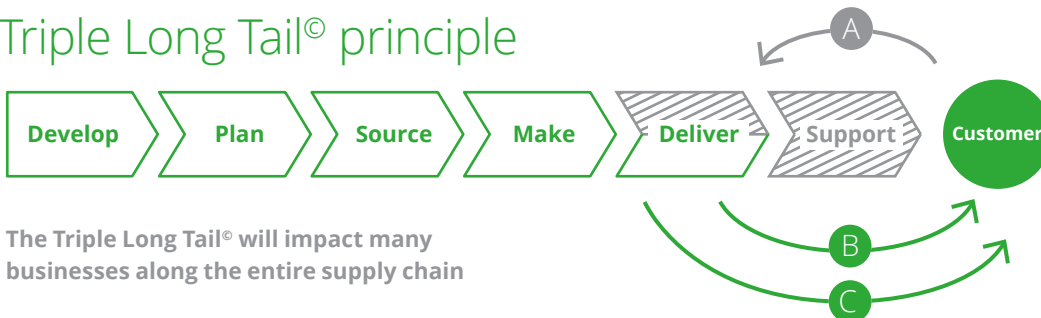 Triple Long Tail© principle
A
Develop
Plan
Source
Make
Deliver
Support
Customer
The Triple Long Tail© will impact many
businesses along the entire supply chain
B
C